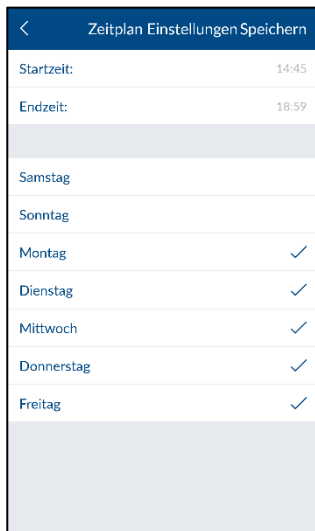 Zeitplan Einstellungen Speichern
Startzeit: 14:45
Endzeit: 18:59
Samstag
Sonntag
Montag
Dienstag
Mittwoch
Donnerstag
Freitag